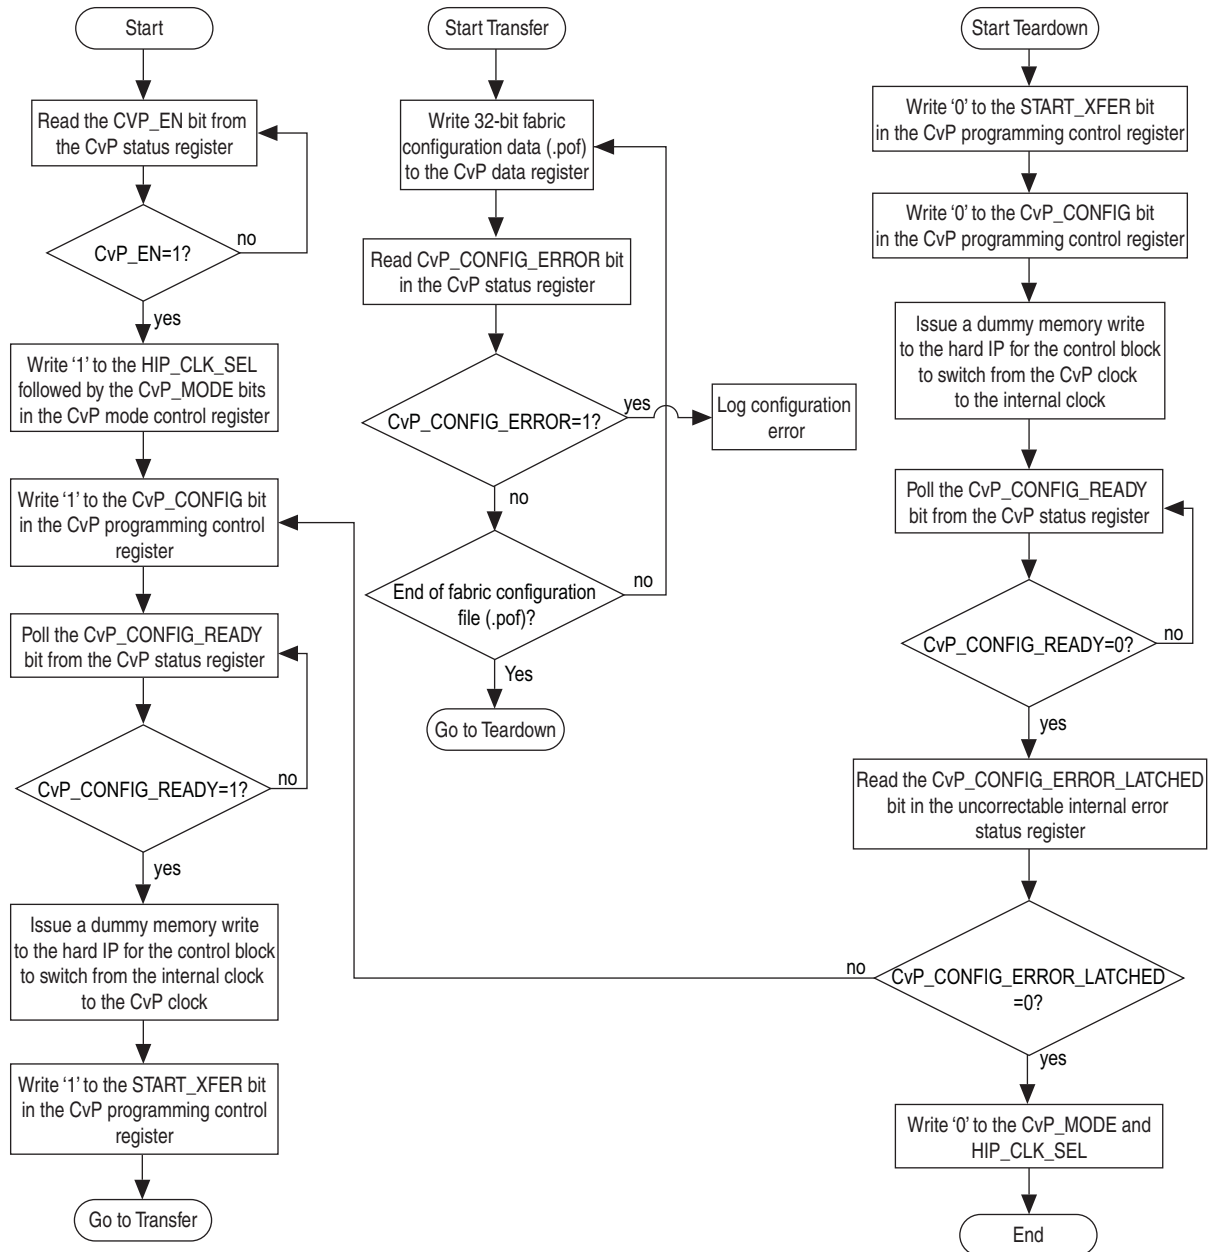 Start
Read the CVP_EN bit from
the CvP status register
no
CvP_EN=1?
yes
Write ‘1’ to the HIP_CLK_SEL
followed by the CvP_MODE bits
in the CvP mode control register
Write ‘1’ to the CvP_CONFIG bit
in the CvP programming control
register
Poll the CvP_CONFIG_READY
bit from the CvP status register
CvP_CONFIG_READY=1?
no
yes
Issue a dummy memory write
to the hard IP for the control block
to switch from the internal clock
to the CvP clock
Write ‘1’ to the START_XFER bit
in the CvP programming control
register
Go to Transfer
Start Transfer
Write 32-bit fabric
configuration data (.pof)
to the CvP data register
Read CvP_CONFIG_ERROR bit
in the CvP status register
CvP_CONFIG_ERROR=1?
yes
Log configuration
error
no
End of fabric configuration
file (.pof)?
no
Yes
Go to Teardown
Start Teardown
Write ‘0’ to the START_XFER bit
in the CvP programming control register
Write ‘0’ to the CvP_CONFIG bit
in the CvP programming control register
Issue a dummy memory write
to the hard IP for the control block
to switch from the CvP clock
to the internal clock
Poll the CvP_CONFIG_READY
bit from the CvP status register
CvP_CONFIG_READY=0?
no
yes
Read the CvP_CONFIG_ERROR_LATCHED
bit in the uncorrectable internal error
status register
no
CvP_CONFIG_ERROR_LATCHED
=0?
yes
Write ‘0’ to the CvP_MODE and
HIP_CLK_SEL
End